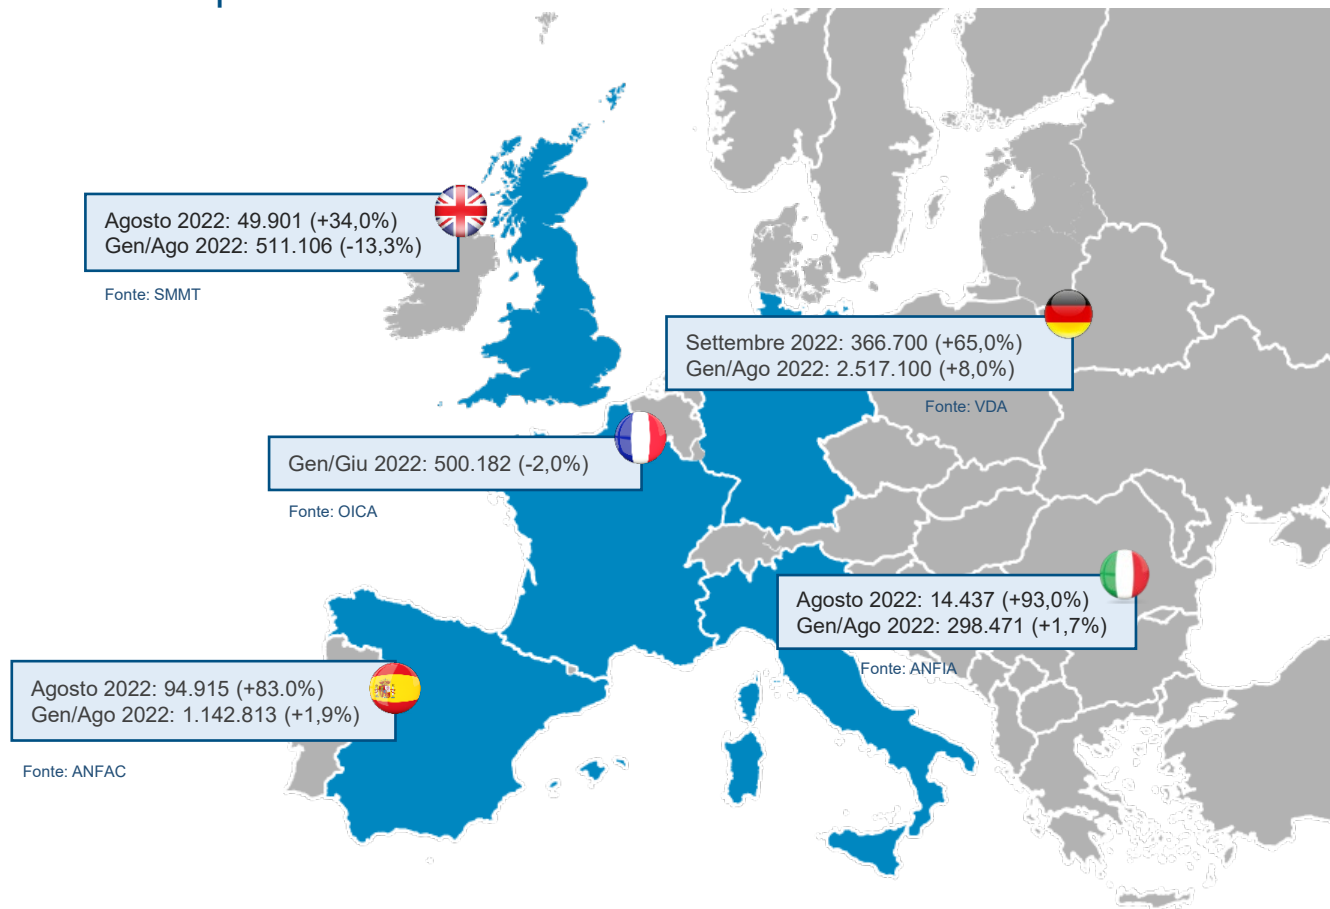 Agosto 2022: 49.901 (+34,0%)
Gen/Ago 2022: 511.106 (-13,3%)
Fonte: SMMT
Settembre 2022: 366.700 (+65,0%)
Gen/Ago 2022: 2.517.100 (+8,0%)
Fonte: VDA
Gen/Giu 2022: 500.182 (-2,0%)
Fonte: OICA
Agosto 2022: 14.437 (+93,0%)
Gen/Ago 2022: 298.471 (+1,7%)
Fonte: ANFIA
Agosto 2022: 94.915 (+83.0%)
Gen/Ago 2022: 1.142.813 (+1,9%)
Fonte: ANFAC